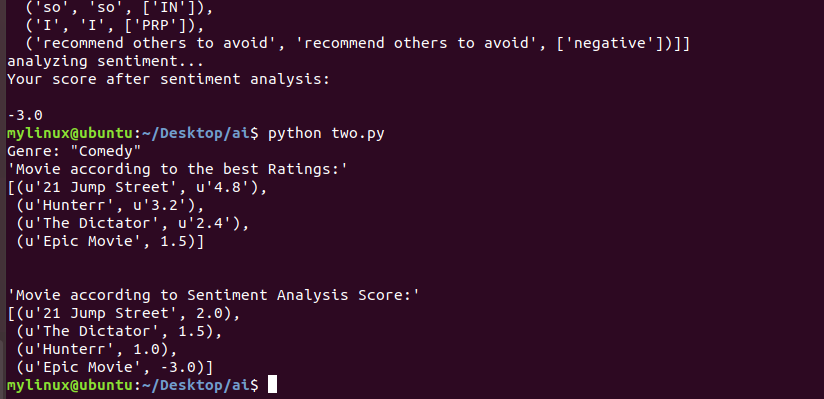 ('so', 'so', ['IN']),
('I', 'I', ['PRP']),
('recommend others to avoid', 'recommend others to avoid', ['negative'])]]
analyzing sentiment...
Your score after sentiment analysis:
-3.0
mylinux@ubuntu:~/Desktop/ai$ python two.py
Genre: "Comedy"
'Movie according to the best Ratings:'
[(u'21 Jump Street', u'4.8'),
(u'Hunterr', u'3.2'),
(u'The Dictator', u'2.4'),
(u'Epic Movie', 1.5)]
'Movie according to Sentiment Analysis Score:'
[(u'21 Jump Street', 2.0),
(u'The Dictator', 1.5),
(u'Hunterr', 1.0),
(u'Epic Movie', -3.0)]
mylinux@ubuntu:~/Desktop/ai$